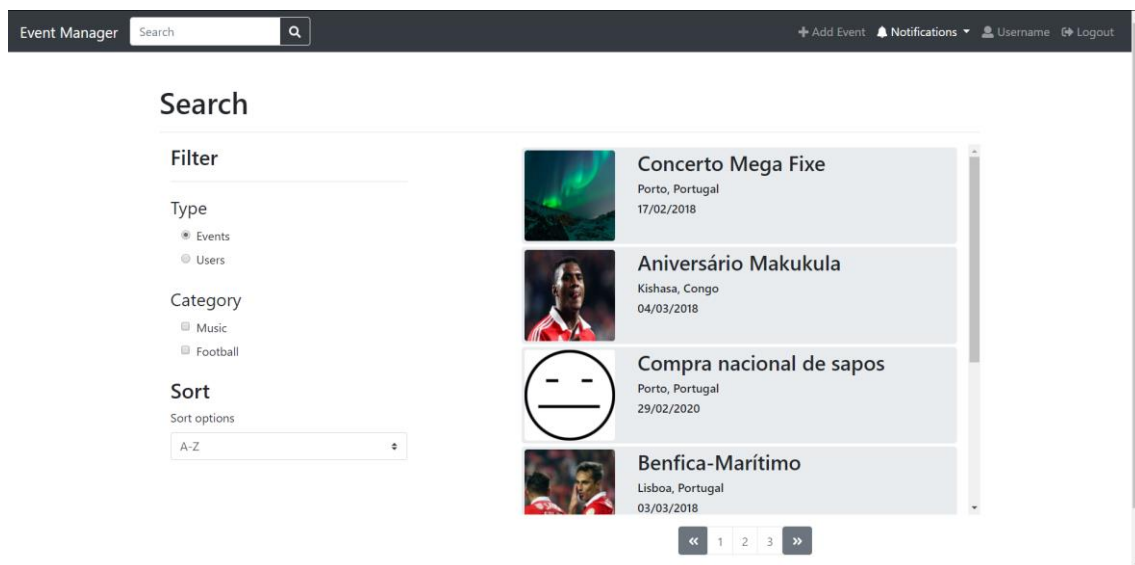 Event Manager Search Add Event Notifications Username Logout
Search
Filter
Type
Events
Users
Category
Music
Football
Sort
Sort options
A-Z
Concerto Mega Fixe
Porto, Portugal
17/02/2018
Aniversário Makukula
Kishasa, Congo
04/03/2018
Compra nacional de sapos
Porto, Portugal
29/02/2020
Benfica-Marítimo
Lisboa, Portugal
03/03/2018
« 1 2 3 »